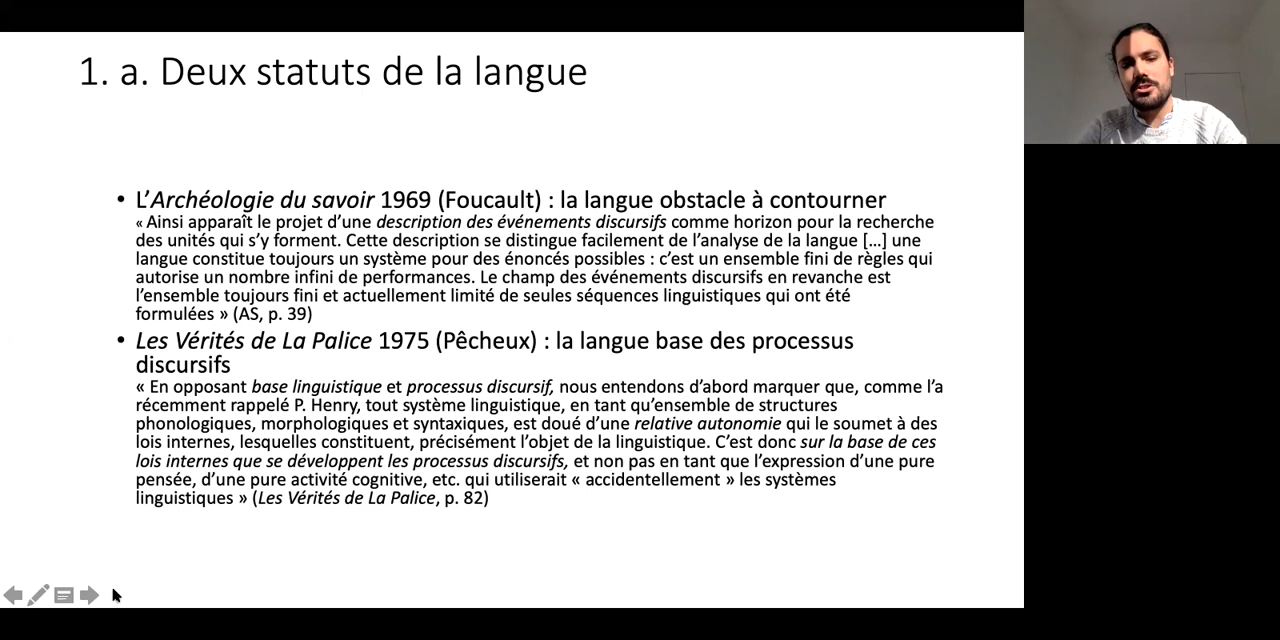 1. a. Deux statuts de la langue
• L’Archéologie du savoir 1969 (Foucault) : la langue obstacle à contourner
« Ainsi apparaît le projet d’une description des événements discursifs comme horizon pour la recherche
des unités qui s’y forment. Cette description se distingue facilement de l’analyse de la langue […] une
langue constitue toujours un système pour des énoncés possibles : c’est un ensemble fini de règles qui
autorise un nombre infini de performances. Le champ des événements discursifs en revanche est
l’ensemble toujours fini et actuellement limité de seules séquences linguistiques qui ont été
formulées » (AS, p. 39)
• Les Vérités de La Palice 1975 (Pêcheux) : la langue base des processus
discursifs
« En opposant base linguistique et processus discursif, nous entendons d’abord marquer que, comme l’a
récemment rappelé P. Henry, tout système linguistique, en tant qu’ensemble de structures
phonologiques, morphologiques et syntaxiques, est doué d’une relative autonomie qui le soumet à des
lois internes, lesquelles constituent, précisément l’objet de la linguistique. C’est donc sur la base de ces
lois internes que se développent les processus discursifs, et non pas en tant que l’expression d’une pure
pensée, d’une pure activité cognitive, etc. qui utiliserait « accidentellement » les systèmes
linguistiques » (Les Vérités de La Palice, p. 82)